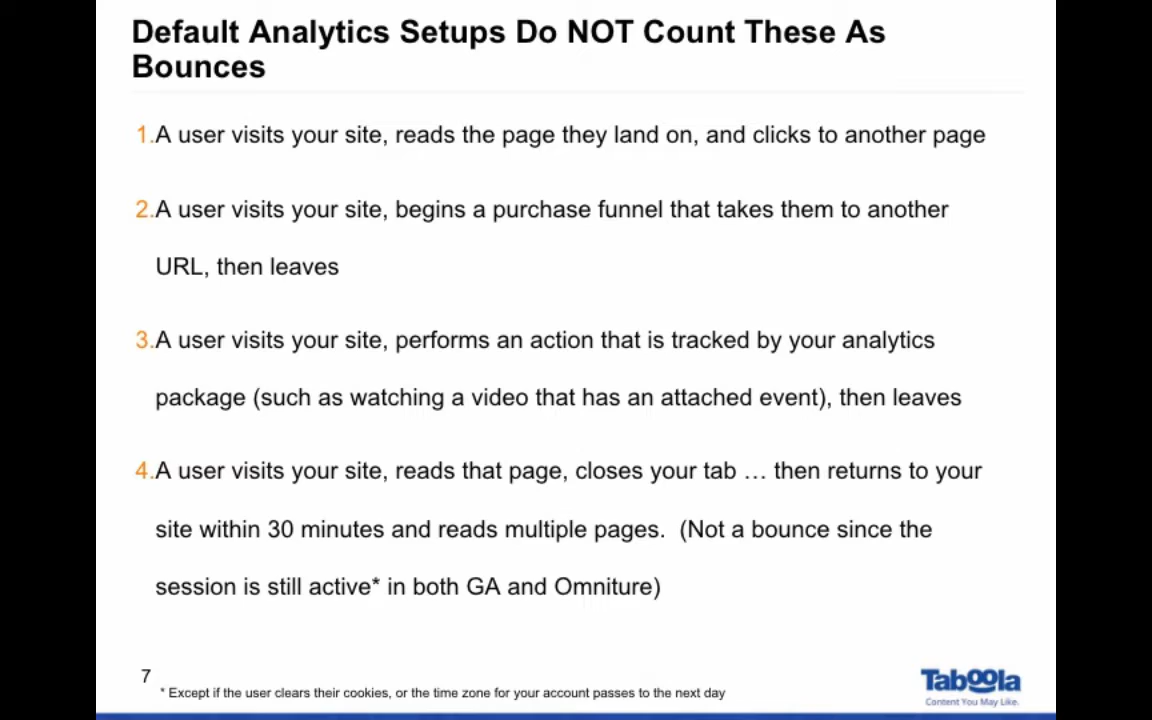 Default Analytics Setups Do NOT Count These As
Bounces
1.A user visits your site, reads the page they land on, and clicks to another page
2.A user visits your site, begins a purchase funnel that takes them to another
URL, then leaves
3.A user visits your site, performs an action that is tracked by your analytics
package (such as watching a video that has an attached event), then leaves
4.A user visits your site, reads that page, closes your tab … then returns to your
site within 30 minutes and reads multiple pages.  (Not a bounce since the
session is still active* in both GA and Omniture)
7
* Except if the user clears their cookies, or the time zone for your account passes to the next day
Taboola
Content You May Like.